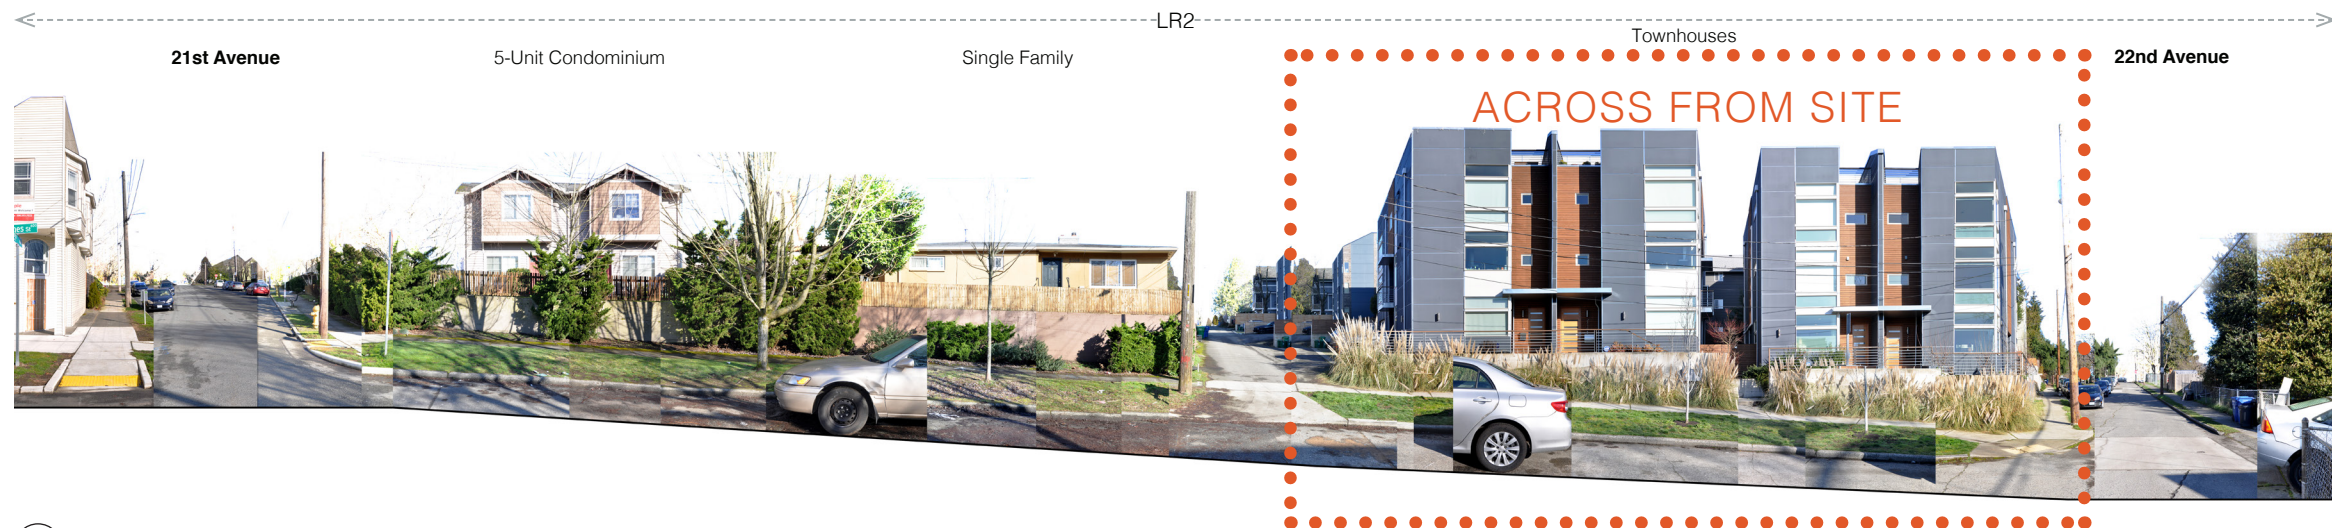 LR2
Townhouses
21st Avenue
5-Unit Condominium
Single Family
22nd Avenue
ACROSS FROM SITE